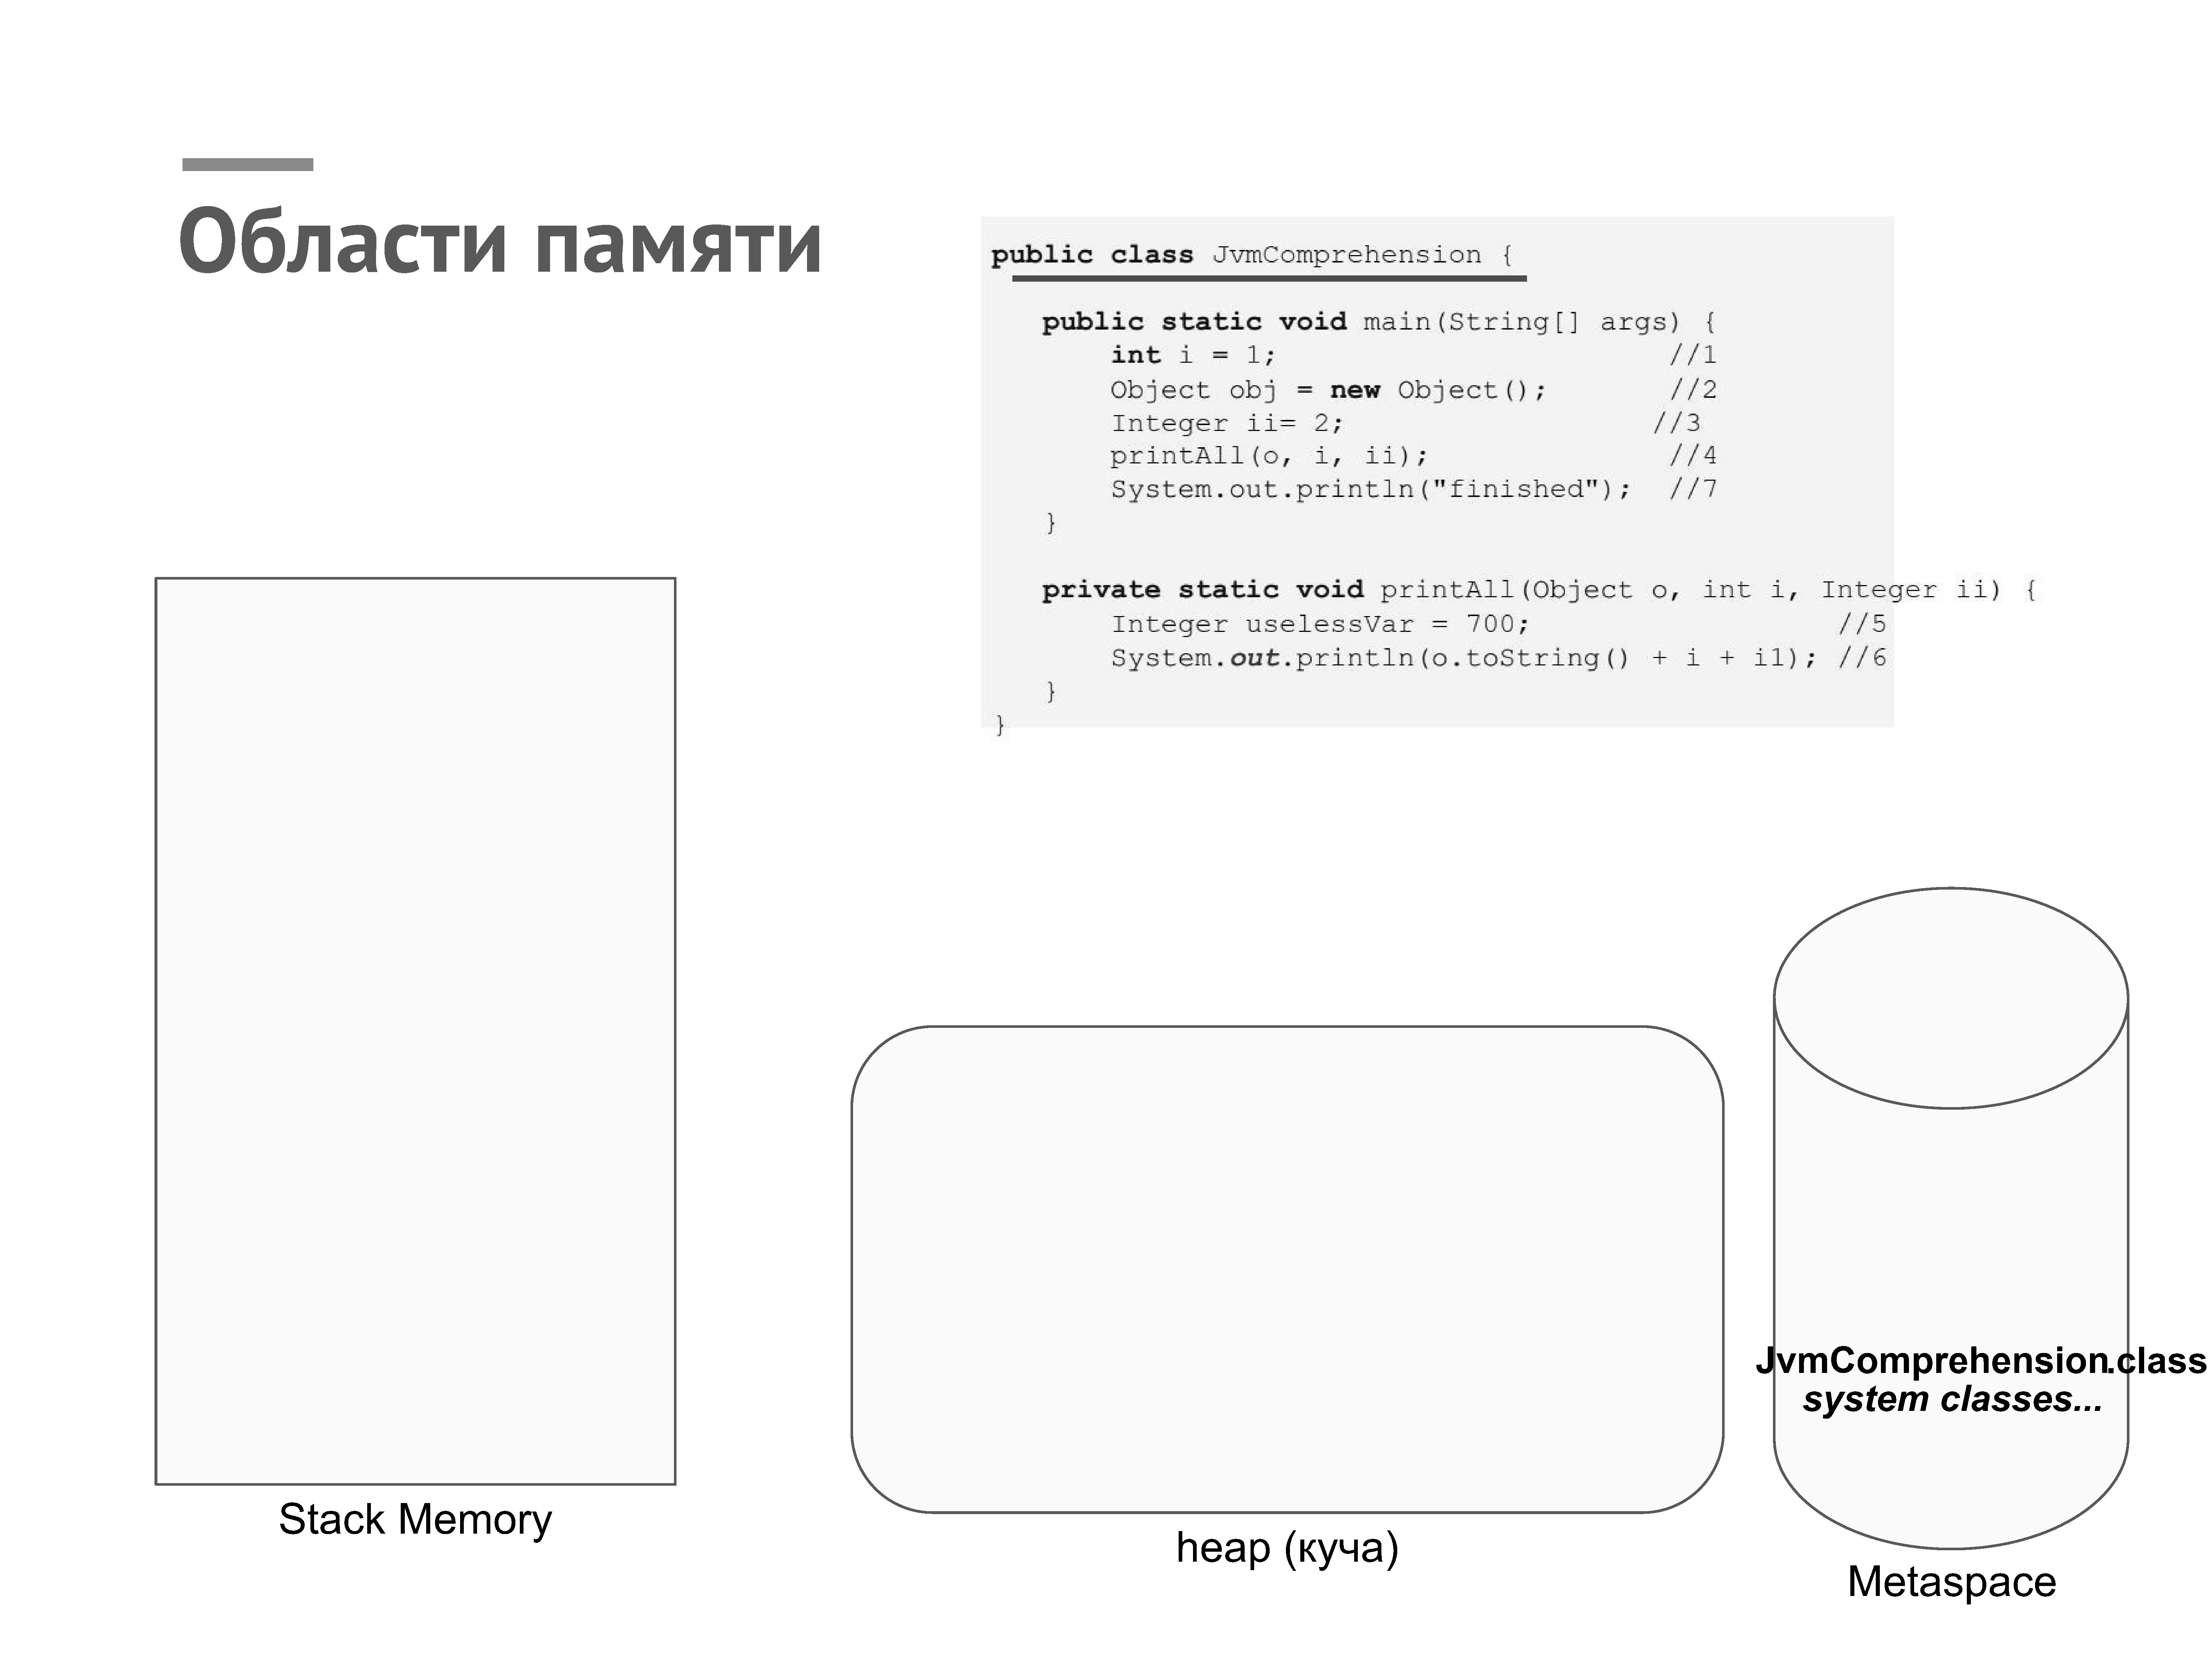 Области памяти
public class JvmComprehension {
public static void main(String[] args) {
int i = 1; //1
Object obj = new Object(); //2
Integer ii= 2; //3
printAll(o, i, ii); //4
System.out.println("finished"); //7
}
private static void printAll(Object o, int i, Integer ii) {
Integer uselessVar = 700; //5
System.out.println(o.toString() + i + i1); //6
}
}
JvmComprehension.class
system classes...
Stack Memory
heap (куча)
Metaspace